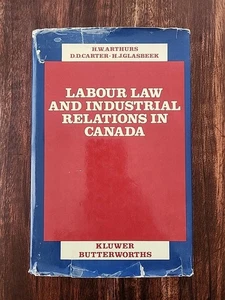 H.W.ARTHURS
D.D.CARTER·H.J.GLASBEEK
LABOUR LAW
AND INDUSTRIAL
RELATIONS IN
CANADA
KLUWER
BUTTERWORTHS